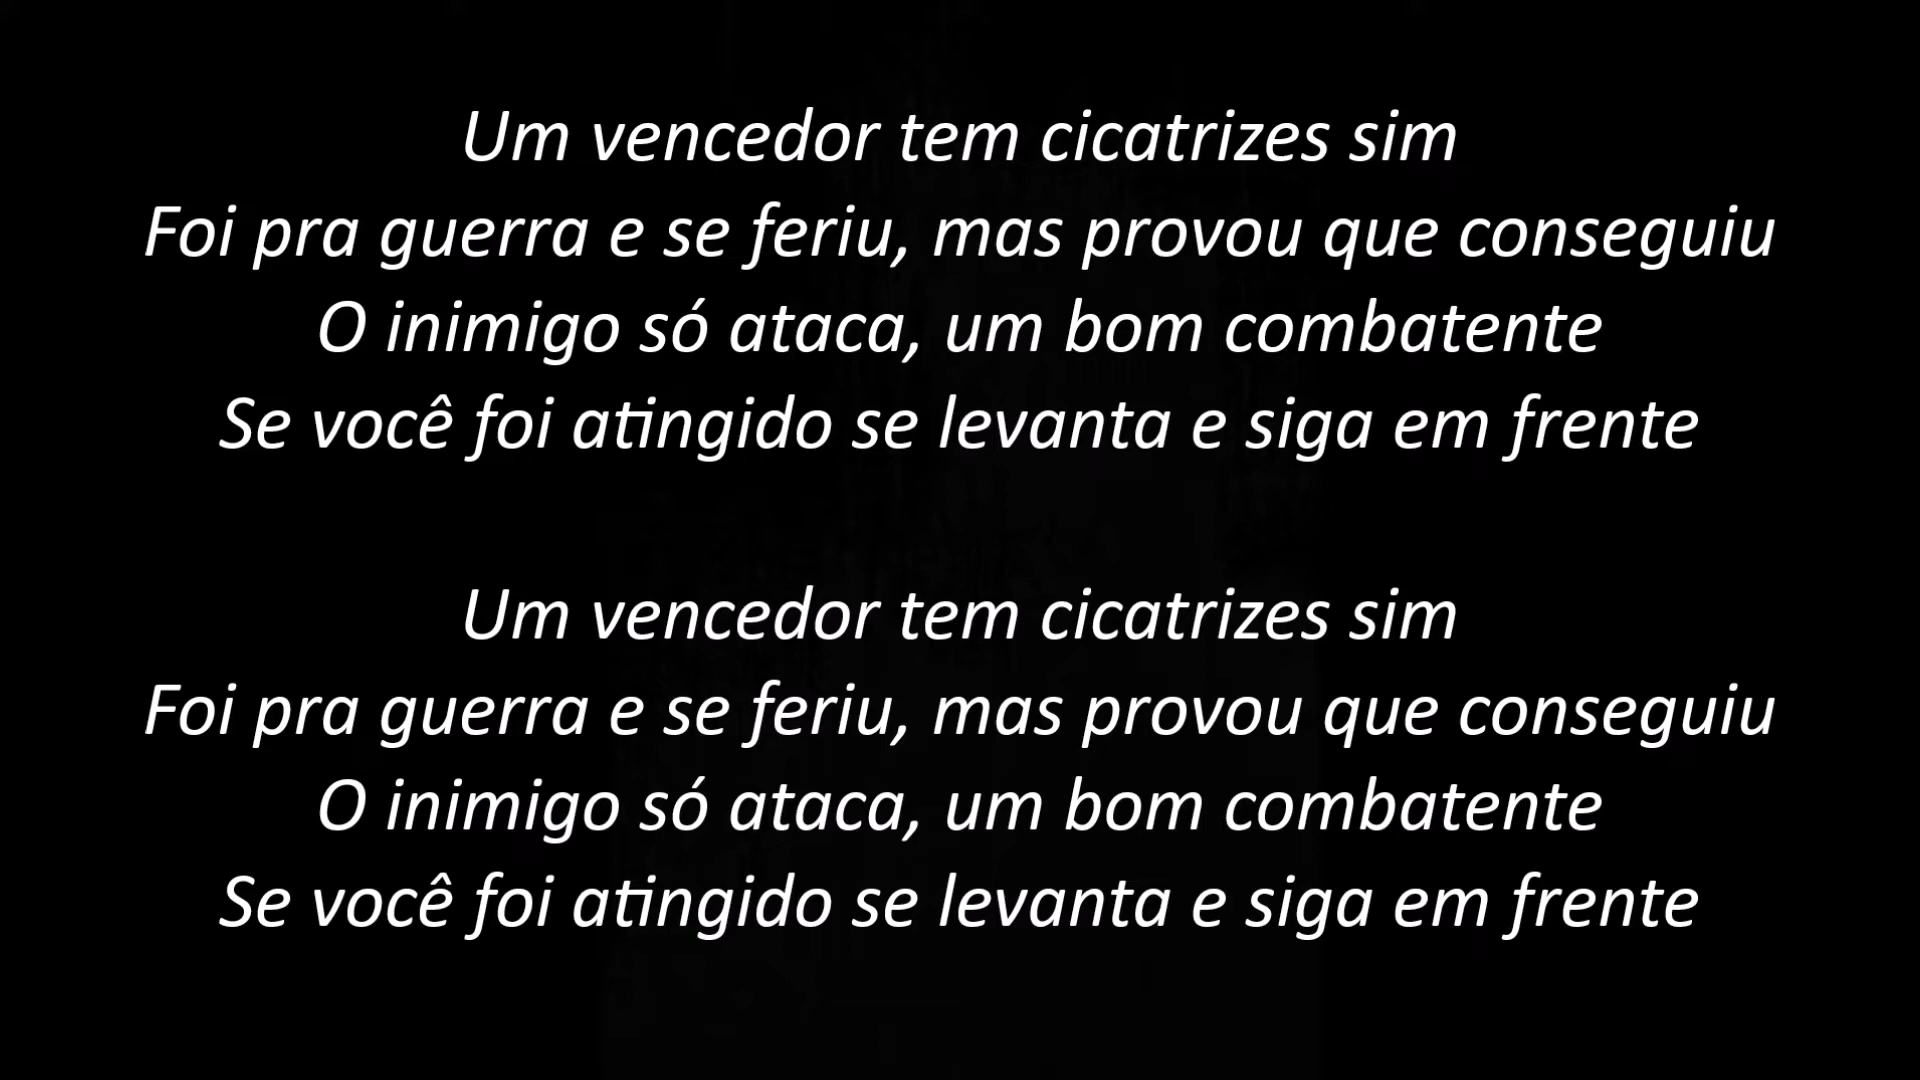 Um vencedor tem cicatrizes sim
Foi pra guerra e se feriu, mas provou que conseguiu
O inimigo só ataca, um bom combatente
Se você foi atingido se levanta e siga em frente
Um vencedor tem cicatrizes sim
Foi pra guerra e se feriu, mas provou que conseguiu
O inimigo só ataca, um bom combatente
Se você foi atingido se levanta e siga em frente